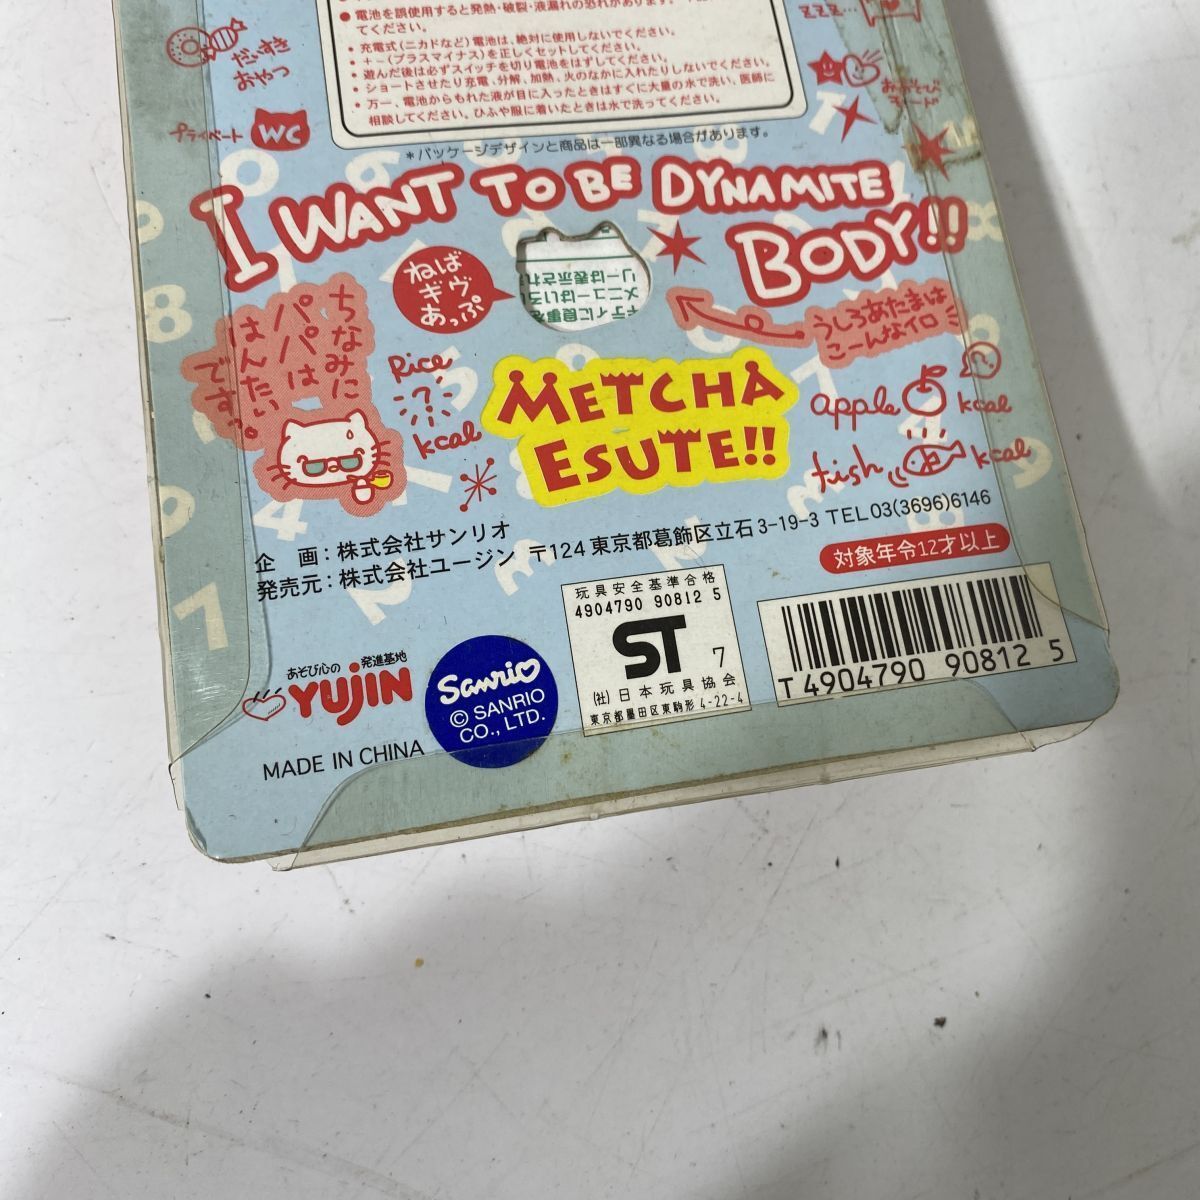 ● 電池を誤使用すると発熱・破裂・液漏れの恐れがあります。
てください。
● 充電式(ニカドなど)電池は、絶対に使用しないでください。
● +-(プラスマイナス)を正しくセットしてください。
● 遊んだ後は必ずスイッチを切り電池をはずしてください。
● ショートさせたり充電、分解、加熱、火のなかに入れたりしないでください。
● 万一、電池からもれた液が目に入ったときはすぐに大量の水で洗い、医師に
相談してください。ひふや服に着いたときは水で洗ってください。
*パッケージデザインと商品は一部異なる場合があります。
だいすき
おやつ
プライベート
WC
ZZZ...
I WANT TO BE DYNAMITE
BODY!!
ねば
ギヴ
あっぷ
うしろあたまは
こーんなイロ
ちなみに
パパは
はんたい
です。
Rice
kcal
METCHA
ESUTE!!
apple
kcal
fish
kcal
企 画:株式会社サンリオ
発売元:株式会社ユージン 〒124 東京都葛飾区立石3-19-3 TEL03(3696)6146
対象年令12才以上
あそび心の 発進基地
YUJIN
MADE IN CHINA
Sanrio
© SANRIO
CO., LTD.
玩具安全基準合格
4904790 90812 5
ST 7
(社)日本玩具協会
東京都墨田区東駒形 4-22-4
T4904790 908125